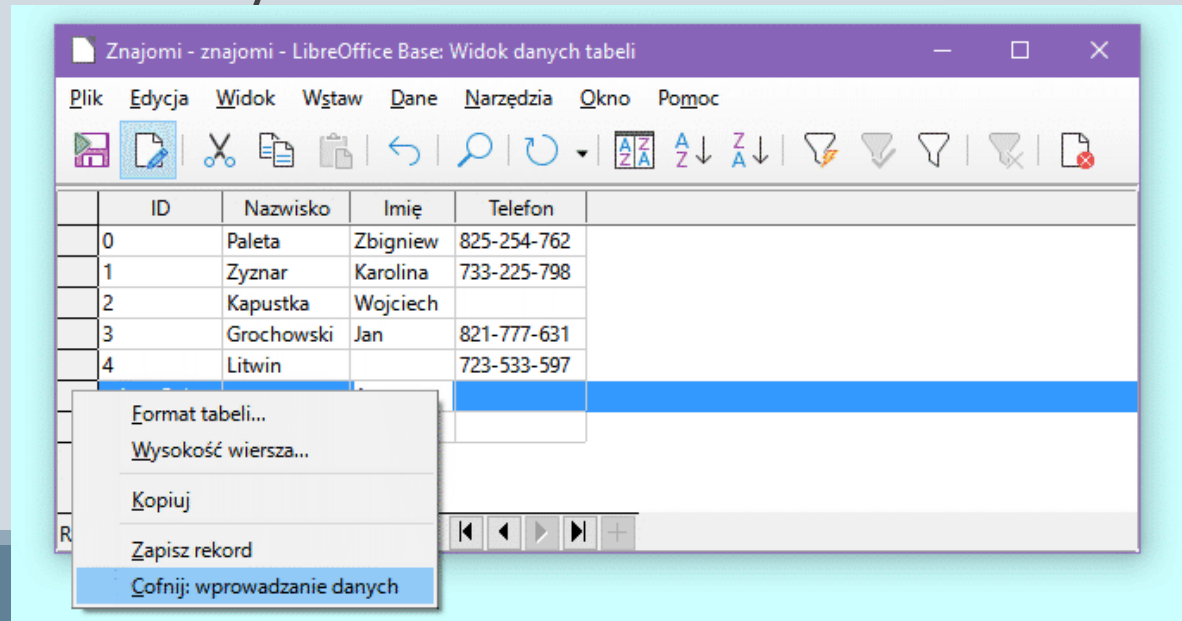 Znajomi - znajomi - LibreOffice Base: Widok danych tabeli
Plik Edycja Widok Wstaw Dane Narzędzia Okno Pomoc
ID Nazwisko Imię Telefon
0 Paleta Zbigniew 825-254-762
1 Zyznar Karolina 733-225-798
2 Kapustka Wojciech
3 Grochowski Jan 821-777-631
4 Litwin 723-533-597
Format tabeli...
Wysokość wiersza...
Kopiuj
R
Zapisz rekord
Cofnij: wprowadzanie danych